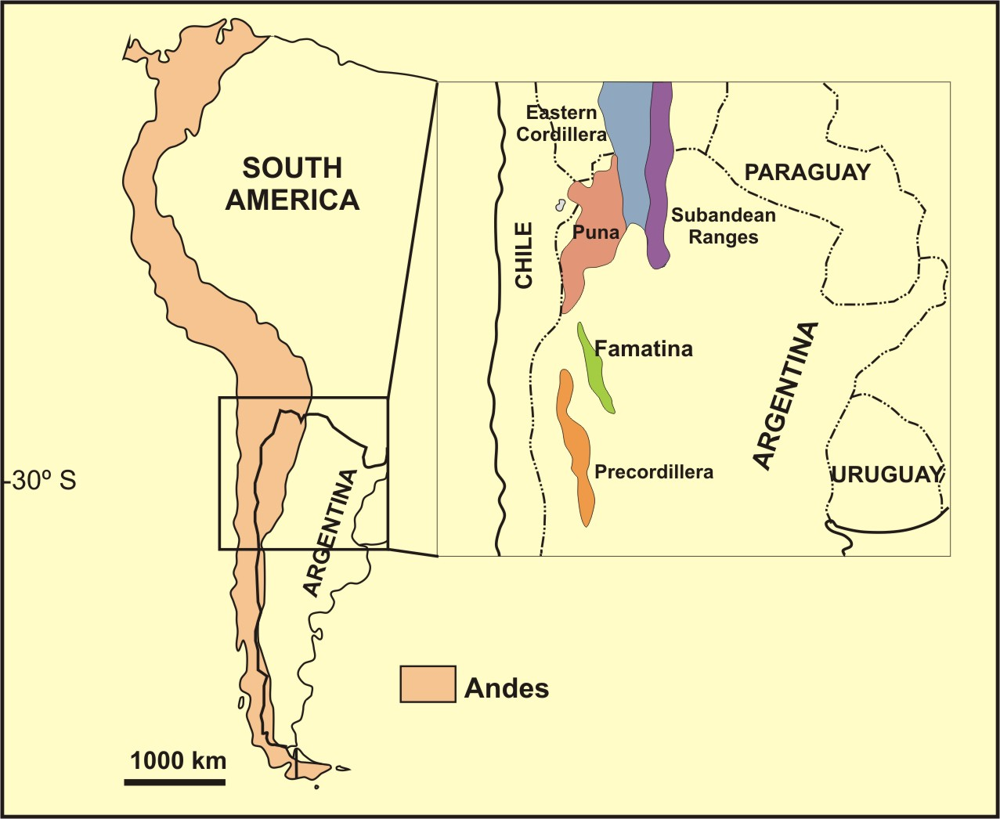 SOUTH
AMERICA
Eastern
Cordillera
PARAGUAY
Subandean
Ranges
Puna
CHILE
Famatina
ARGENTINA
Precordillera
URUGUAY
30º S
ARGENTINA
Andes
1000 km